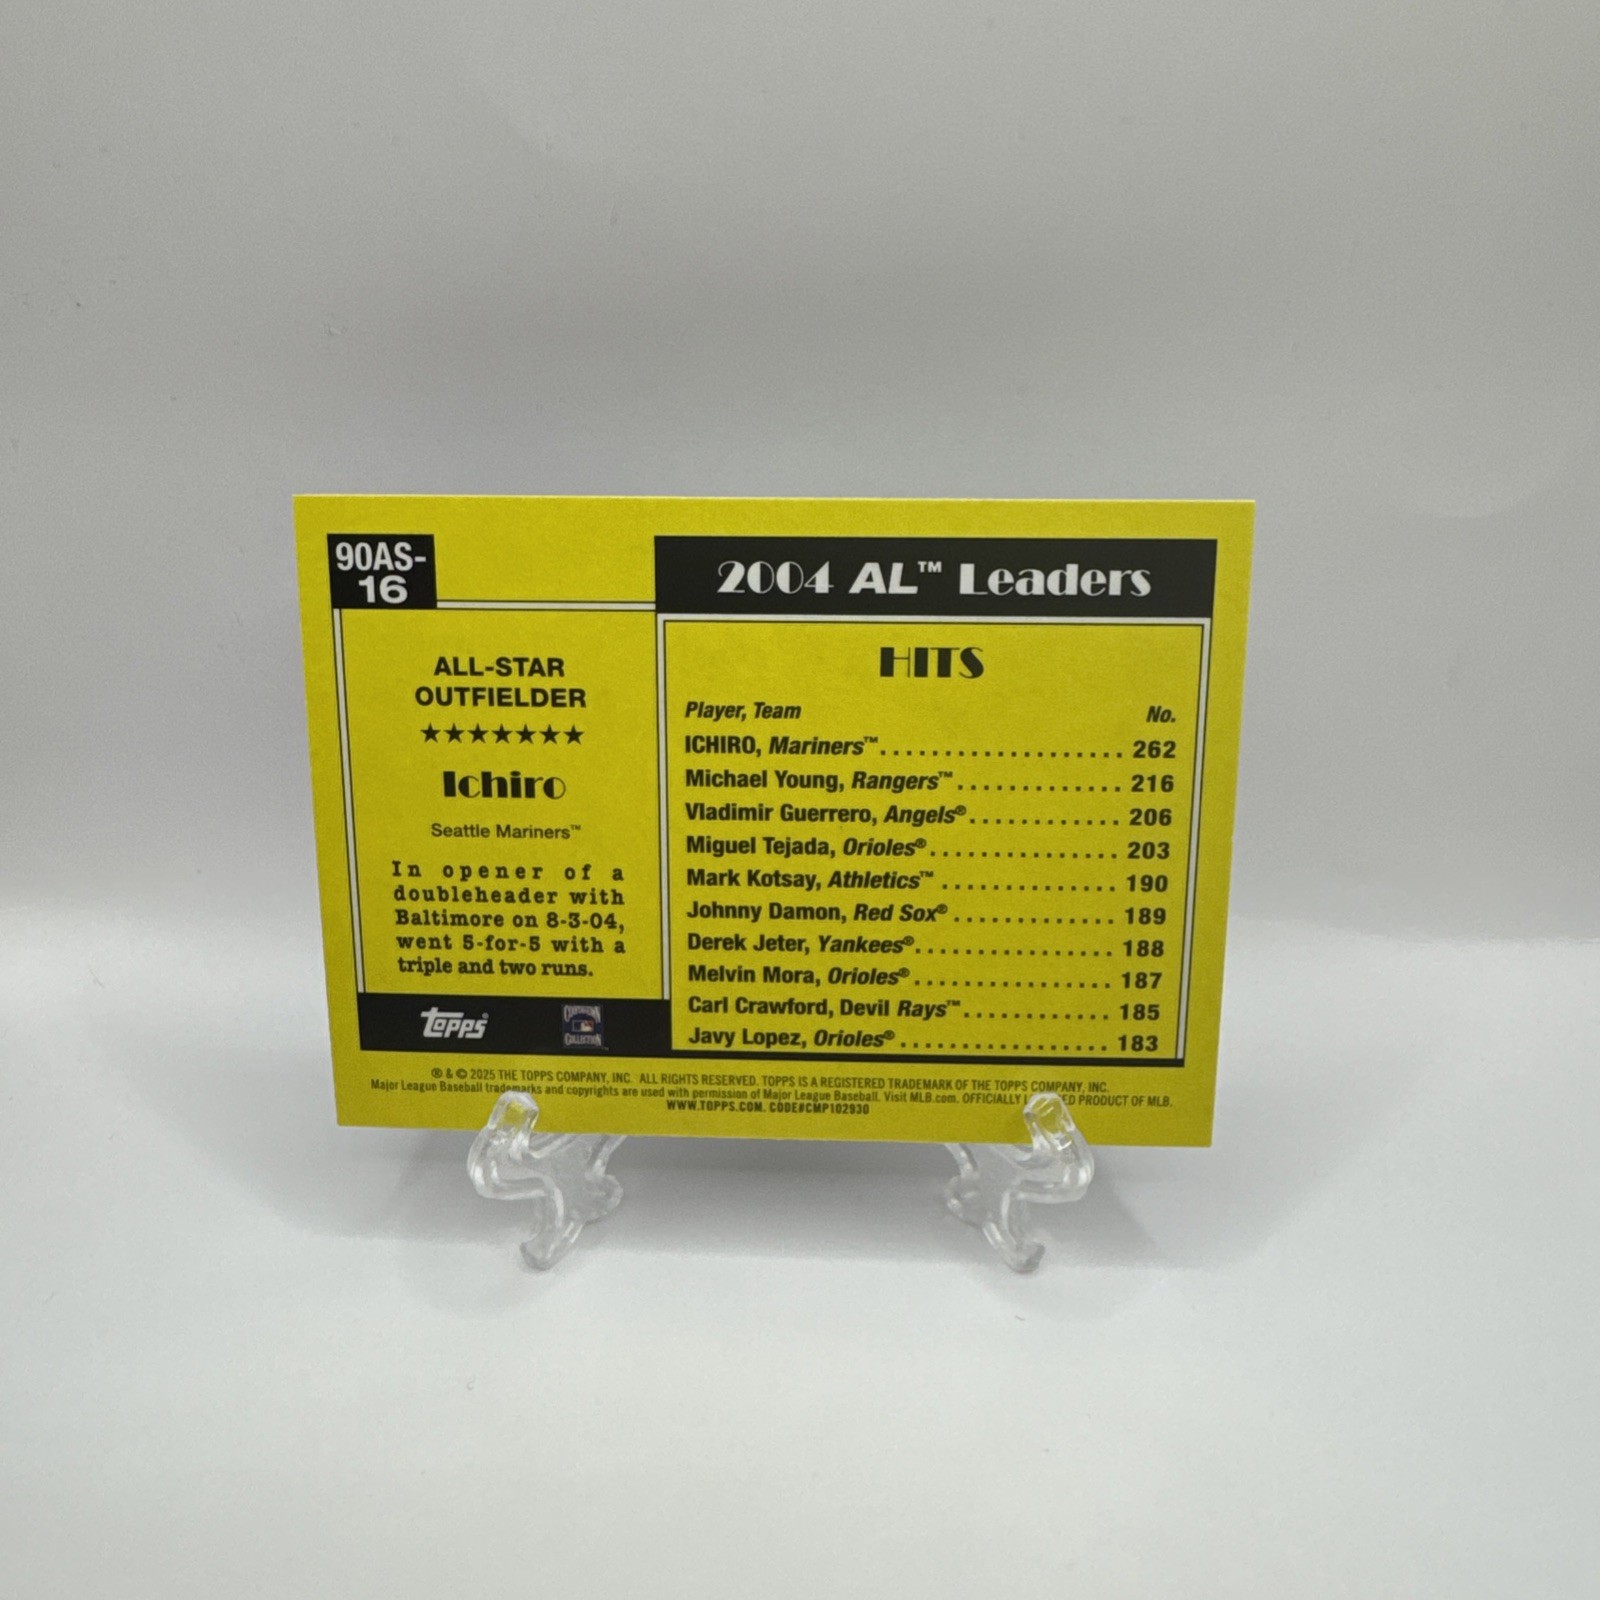 90AS-
16
ALL-STAR
OUTFIELDER
★★★★★★★
Ichiro
Seattle Mariners™
In opener of a
doubleheader with
Baltimore on 8-3-04,
went 5-for-5 with a
triple and two runs.
topps®
COOPERSTOWN
COLLECTION
2004 AL™ Leaders
HITS
Player, Team No.
ICHIRO, Mariners™ 262
Michael Young, Rangers™ 216
Vladimir Guerrero, Angels® 206
Miguel Tejada, Orioles® 203
Mark Kotsay, Athletics™ 190
Johnny Damon, Red Sox® 189
Derek Jeter, Yankees® 188
Melvin Mora, Orioles® 187
Carl Crawford, Devil Rays™ 185
Javy Lopez, Orioles® 183
® & © 2025 THE TOPPS COMPANY, INC. ALL RIGHTS RESERVED. TOPPS IS A REGISTERED TRADEMARK OF THE TOPPS COMPANY, INC.
Major League Baseball trademarks and copyrights are used with permission of Major League Baseball. Visit MLB.com. OFFICIALLY PRODUCT OF MLB.
WWW.TOPPS.COM. CODE#CMP102930